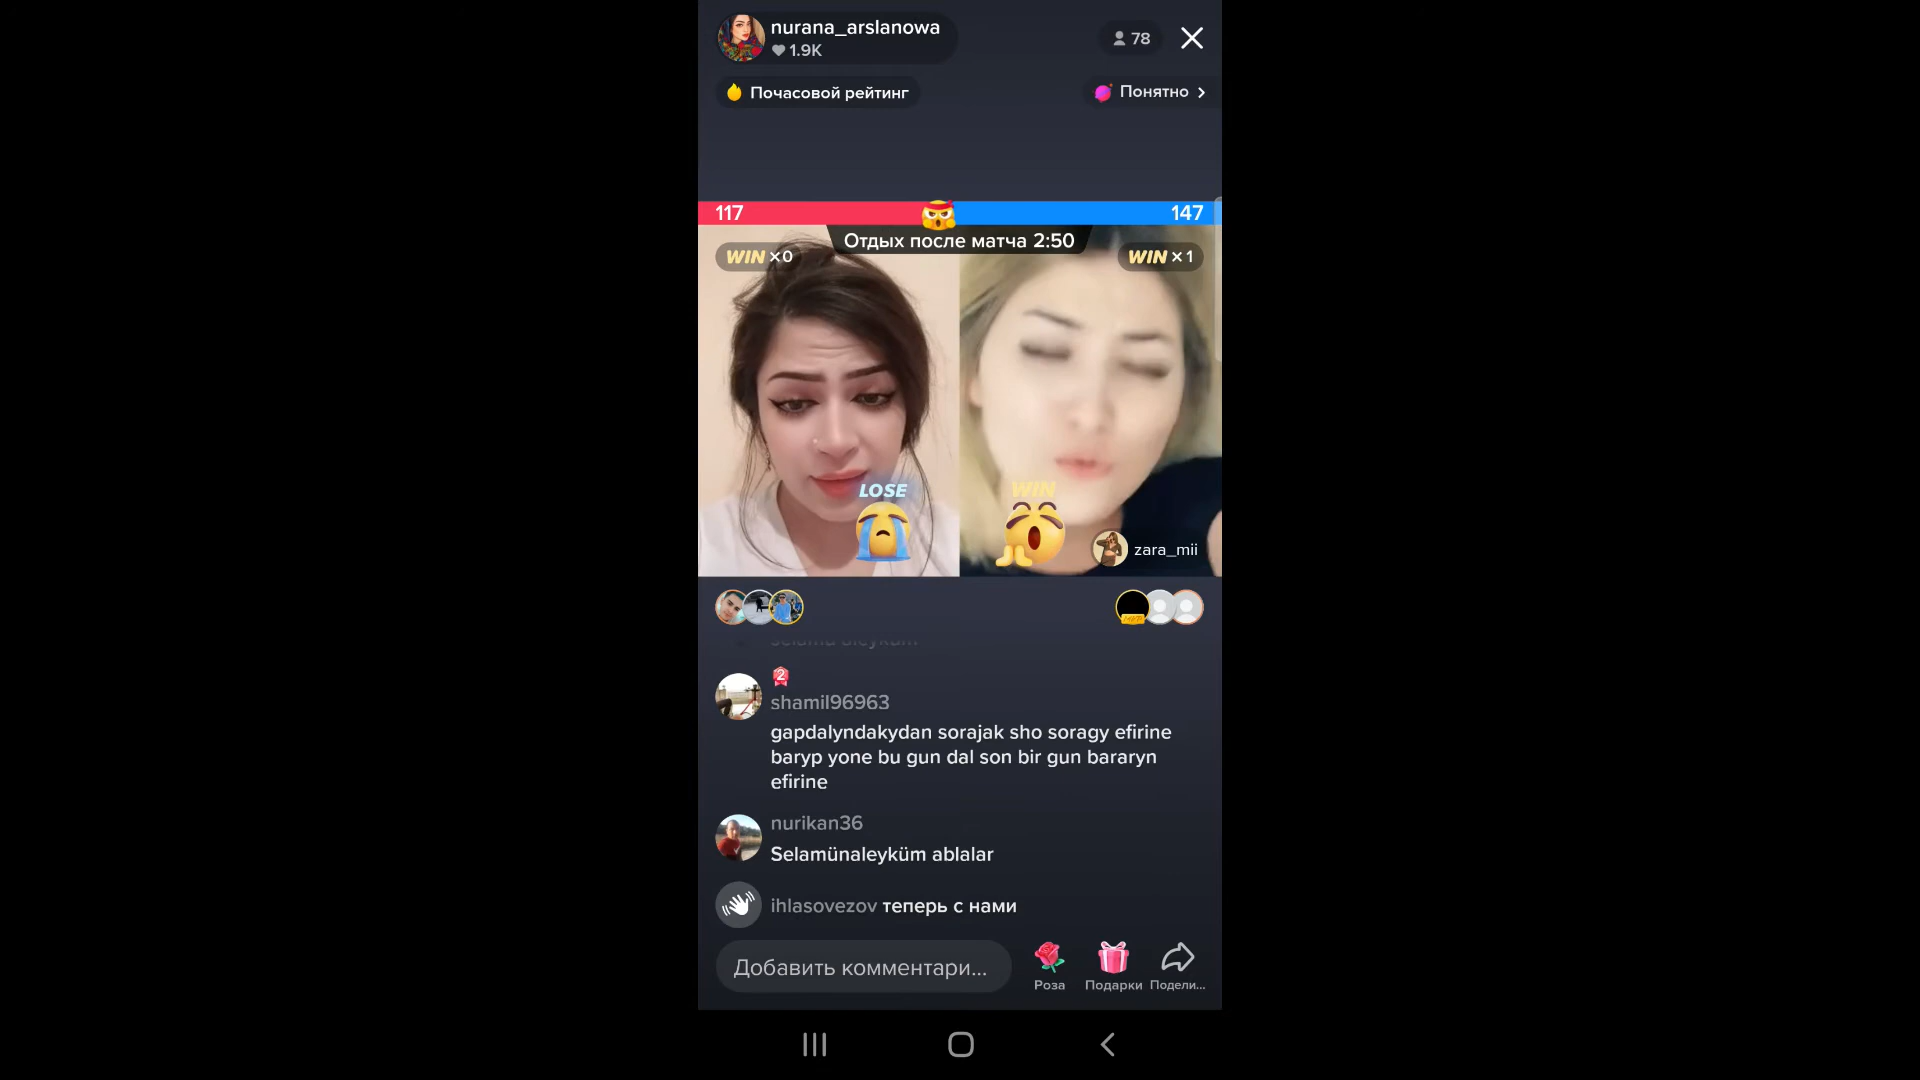 nurana_arslanowa
1.9K
78
Почасовой рейтинг
Понятно
117
147
Отдых после матча 2:50
WIN ×0
WIN ×1
LOSE
WIN
zara_mii
2
shamil96963
gapdalyndakydan sorajak sho soragy efirine
baryp yone bu gun dal son bir gun bararyn
efirine
nurikan36
Selamünaleyküm ablalar
ihlasovezov теперь с нами
Добавить комментари...
Роза
Подарки
Подели...